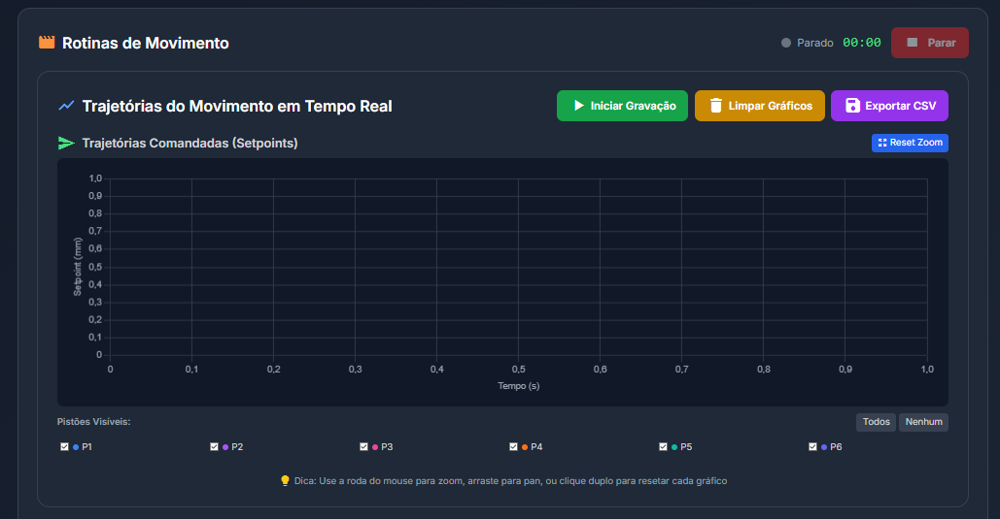 Rotinas de Movimento
Parado 00:00 Parar
Trajetórias do Movimento em Tempo Real
Iniciar Gravação Limpar Gráficos Exportar CSV
Trajetórias Comandadas (Setpoints)
Reset Zoom
1,0
0,9
0,8
0,7
0,6
0,5
0,4
0,3
0,2
0,1
0
Setpoint (mm)
0 0,1 0,2 0,3 0,4 0,5 0,6 0,7 0,8 0,9 1,0
Tempo (s)
Pistões Visíveis: Todos Nenhum
P1 P2 P3 P4 P5 P6
Dica: Use a roda do mouse para zoom, arraste para pan, ou clique duplo para resetar cada gráfico